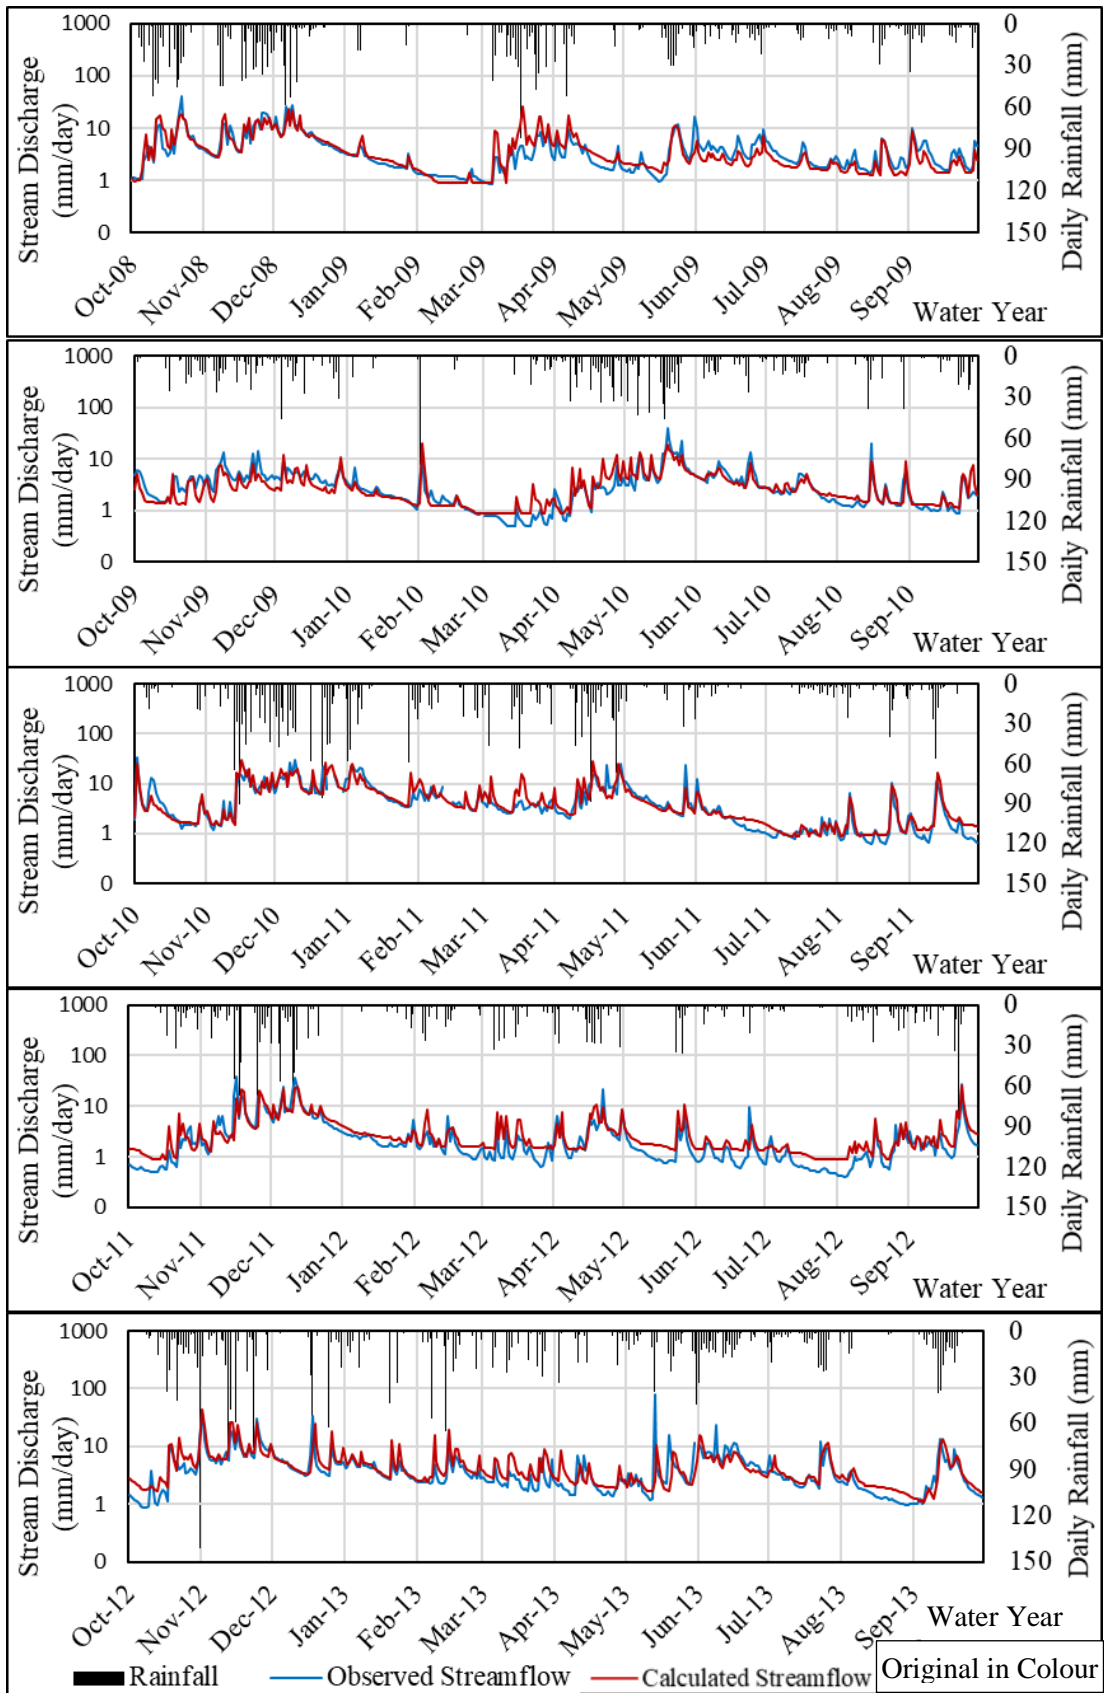 1000
100
10
1
0
Stream Discharge
(mm/day)
0
30
60
90
120
150
Daily Rainfall (mm)
Oct-08
Nov-08
Dec-08
Jan-09
Feb-09
Mar-09
Apr-09
May-09
Jun-09
Jul-09
Aug-09
Sep-09
Water Year
1000
100
10
1
0
Stream Discharge
(mm/day)
0
30
60
90
120
150
Daily Rainfall (mm)
Oct-09
Nov-09
Dec-09
Jan-10
Feb-10
Mar-10
Apr-10
May-10
Jun-10
Jul-10
Aug-10
Sep-10
Water Year
1000
100
10
1
0
Stream Discharge
(mm/day)
0
30
60
90
120
150
Daily Rainfall (mm)
Oct-10
Nov-10
Dec-10
Jan-11
Feb-11
Mar-11
Apr-11
May-11
Jun-11
Jul-11
Aug-11
Sep-11
Water Year
1000
100
10
1
0
Stream Discharge
(mm/day)
0
30
60
90
120
150
Daily Rainfall (mm)
Oct-11
Nov-11
Dec-11
Jan-12
Feb-12
Mar-12
Apr-12
May-12
Jun-12
Jul-12
Aug-12
Sep-12
Water Year
1000
100
10
1
0
Stream Discharge
(mm/day)
0
30
60
90
120
150
Daily Rainfall (mm)
Oct-12
Nov-12
Dec-12
Jan-13
Feb-13
Mar-13
Apr-13
May-13
Jun-13
Jul-13
Aug-13
Sep-13
Water Year
Rainfall
Observed Streamflow
Calculated Streamflow
Original in Colour